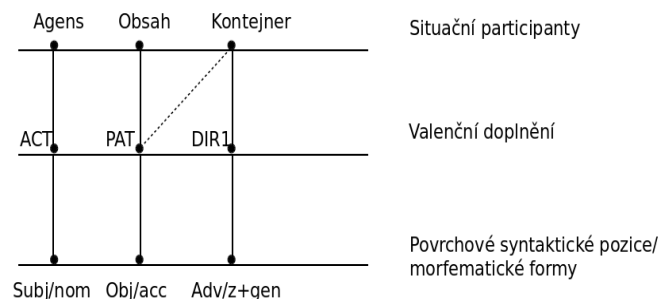 Agens Obsah Kontejner
Situační participanty
ACT PAT DIR1
Valenční doplnění
Povrchové syntaktické pozice/
morfematické formy
Subj/nom Obj/acc Adv/z+gen